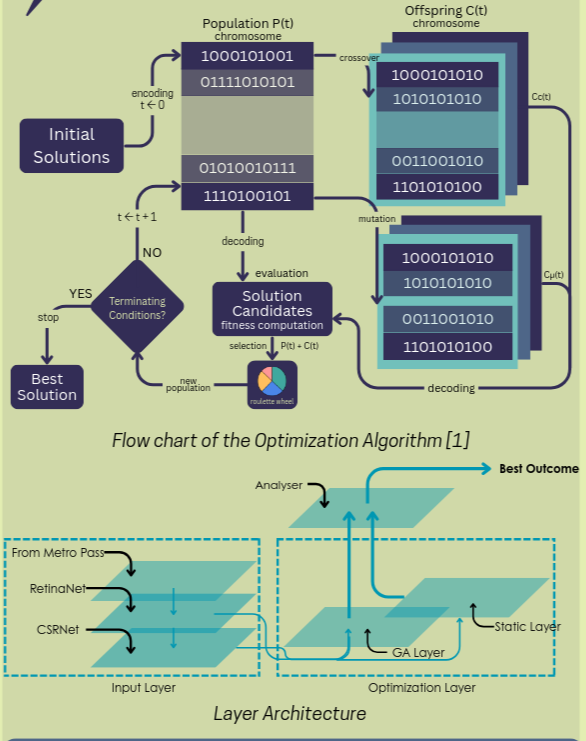 Population P(t)
chromosome
Offspring C(t)
chromosome
1000101001
01111010101
01010010111
1110100101
crossover
1000101010
1010101010
0011001010
1101010100
Cc(t)
encoding
t ← 0
Initial
Solutions
t ← t + 1
mutation
1000101010
1010101010
0011001010
1101010100
Cμ(t)
decoding
evaluation
NO
YES
Terminating
Conditions?
stop
Solution
Candidates
fitness computation
selection
P(t) + C(t)
Best
Solution
new
population
roulette wheel
decoding
Flow chart of the Optimization Algorithm [1]
Best Outcome
Analyser
From Metro Pass
RetinaNet
CSRNet
Static Layer
GA Layer
Input Layer
Optimization Layer
Layer Architecture